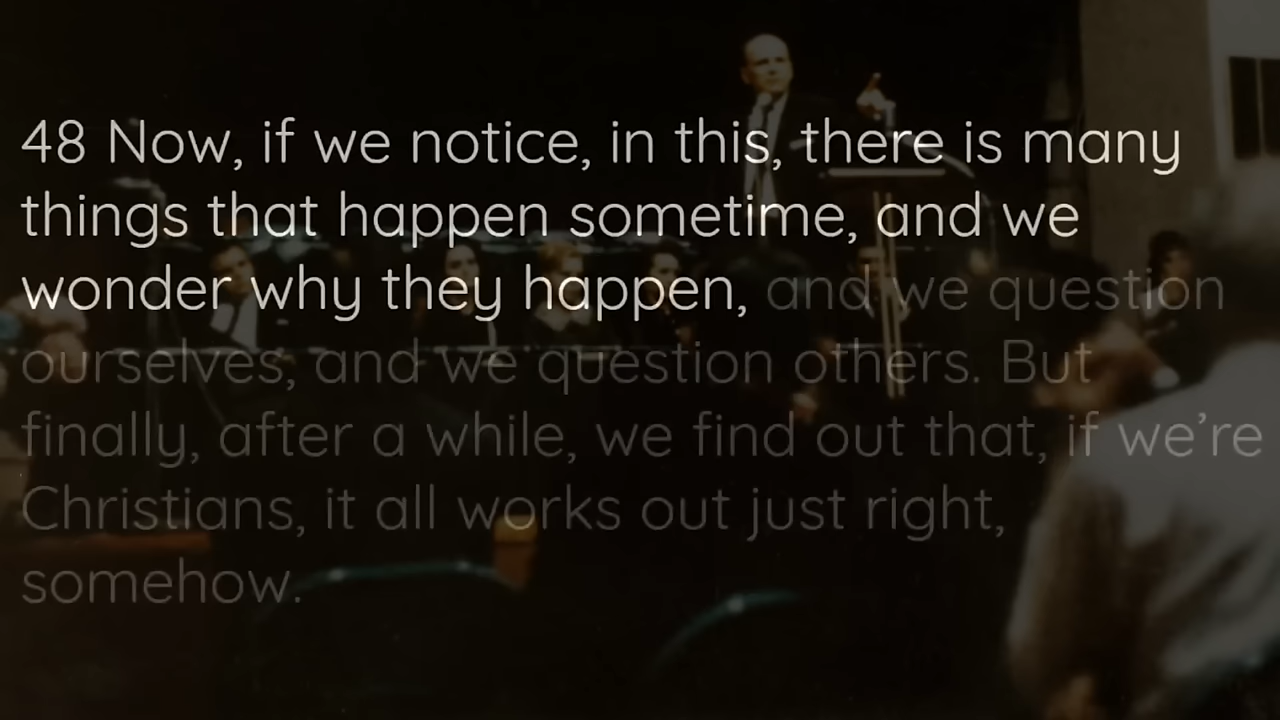 48 Now, if we notice, in this, there is many
things that happen sometime, and we
wonder why they happen, and we question
ourselves, and we question others. But
finally, after a while, we find out that, if we’re
Christians, it all works out just right,
somehow.